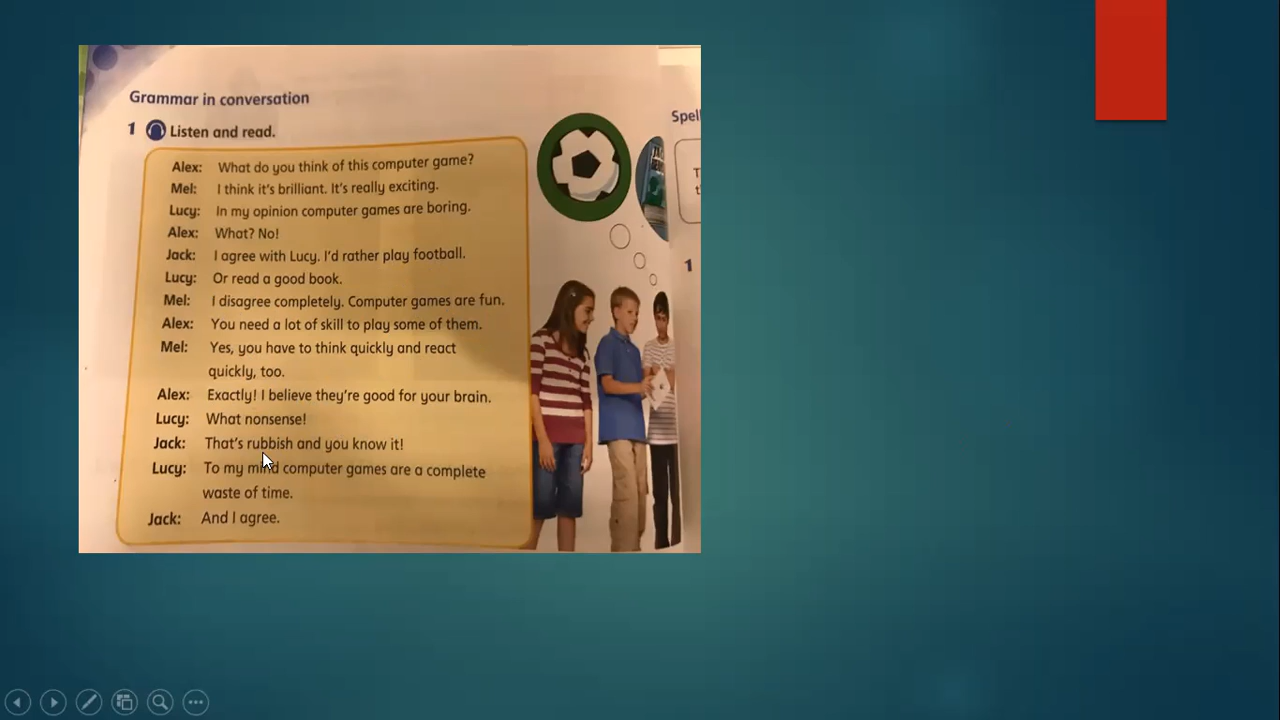 Grammar in conversation
1 Listen and read.
Alex: What do you think of this computer game?
Mel: I think it's brilliant. It's really exciting.
Lucy: In my opinion computer games are boring.
Alex: What? No!
Jack: I agree with Lucy. I'd rather play football.
Lucy: Or read a good book.
Mel: I disagree completely. Computer games are fun.
Alex: You need a lot of skill to play some of them.
Mel: Yes, you have to think quickly and react
quickly, too.
Alex: Exactly! I believe they're good for your brain.
Lucy: What nonsense!
Jack: That's rubbish and you know it!
Lucy: To my mind computer games are a complete
waste of time.
Jack: And I agree.
Spell
T
t
1